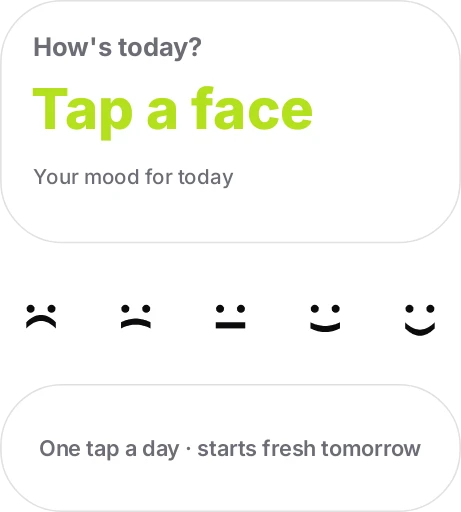 How's today?
Tap a face
Your mood for today
One tap a day · starts fresh tomorrow